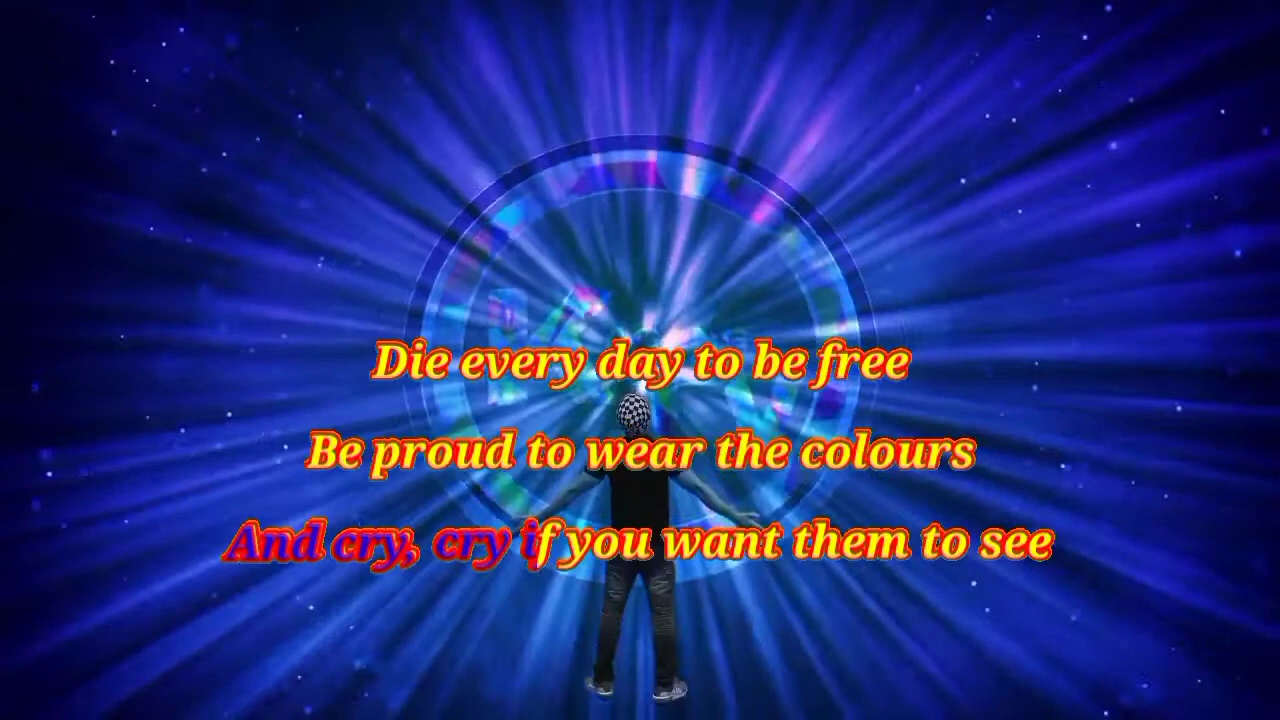 Die every day to be free
Be proud to wear the colours
And cry, cry if you want them to see